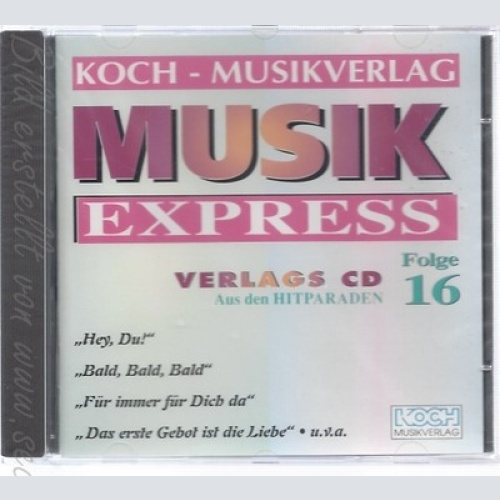 KOCH - MUSIKVERLAG
MUSIK
EXPRESS
VERLAGS CD
Aus den HITPARADEN
Folge
16
„Hey, Du!“
„Bald, Bald, Bald“
„Für immer für Dich da“
„Das erste Gebot ist die Liebe“ • u.v.a.
KOCH
MUSIKVERLAG
Bild erstellt von www.